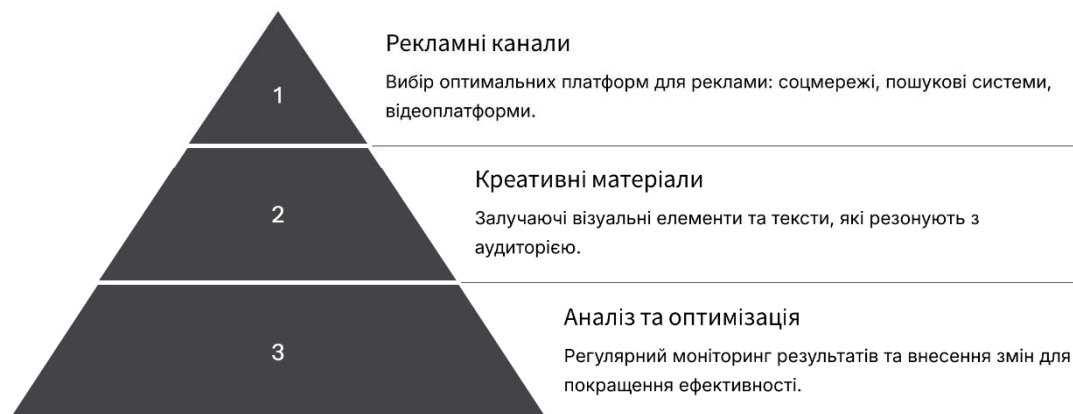 1
Рекламні канали
Вибір оптимальних платформ для реклами: соцмережі, пошукові системи,
відеоплатформи.
2
Креативні матеріали
Залучаючі візуальні елементи та тексти, які резонують з
аудиторією.
3
Аналіз та оптимізація
Регулярний моніторинг результатів та внесення змін для
покращення ефективності.